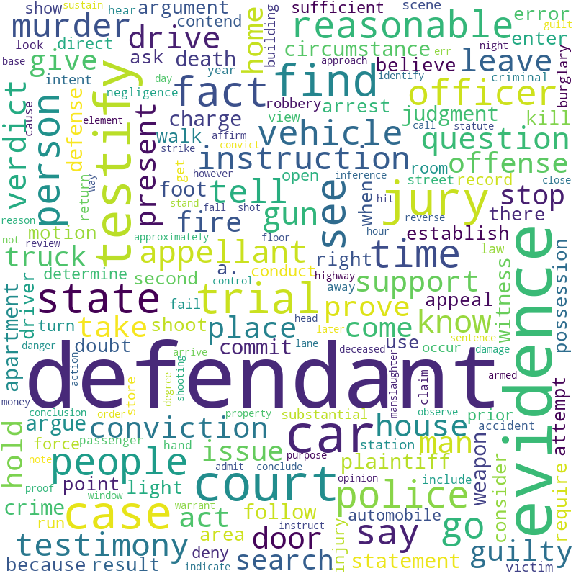 show
look
base
sustain
hear
argument
contend
err
night
guilt
sufficient
scene
building
approach
identify
error
murder
drive
home
reasonable
direct
give
death
ask
circumstance
believe
enter
leave
burglary
intent
day
year
criminal
verdict
cause
negligence
element
fact
find
officer
robbery
arrest
judgment
kill
person
defense
charge
affirm
view
call
statute
convict
vehicle
question
way
testify
present
walk
strike
inference
close
instruction
room
offense
return
get
however
hit
foot
tell
open
street
record
stop
reason
motion
stand
fall
shot
when
reverse
there
not
review
approximately
floor
gun
see
jury
truck
fire
hour
establish
determine
appellant
right
law
second
a.
conduct
highway
time
witness
possession
apartment
driver
turn
fail
control
away
support
appeal
state
trial
prove
know
danger
arrive
head
later
sentence
take
shoot
place
come
evidence
doubt
commit
use
occur
damage
lane
action
deceased
manslaughter
defendant
money
store
degree
shooting
claim
armed
conclusion
order
property
substantial
prior
attempt
argue
conviction
car
house
observe
accident
force
passenger
hand
issue
man
hold
people
station
include
admit
conclude
purpose
plaintiff
weapon
consider
require
note
point
light
court
police
go
proof
opinion
automobile
crime
window
follow
warrant
instruct
injury
say
case
act
run
area
door
deny
statement
guilty
testimony
search
because
result
indicate
victim